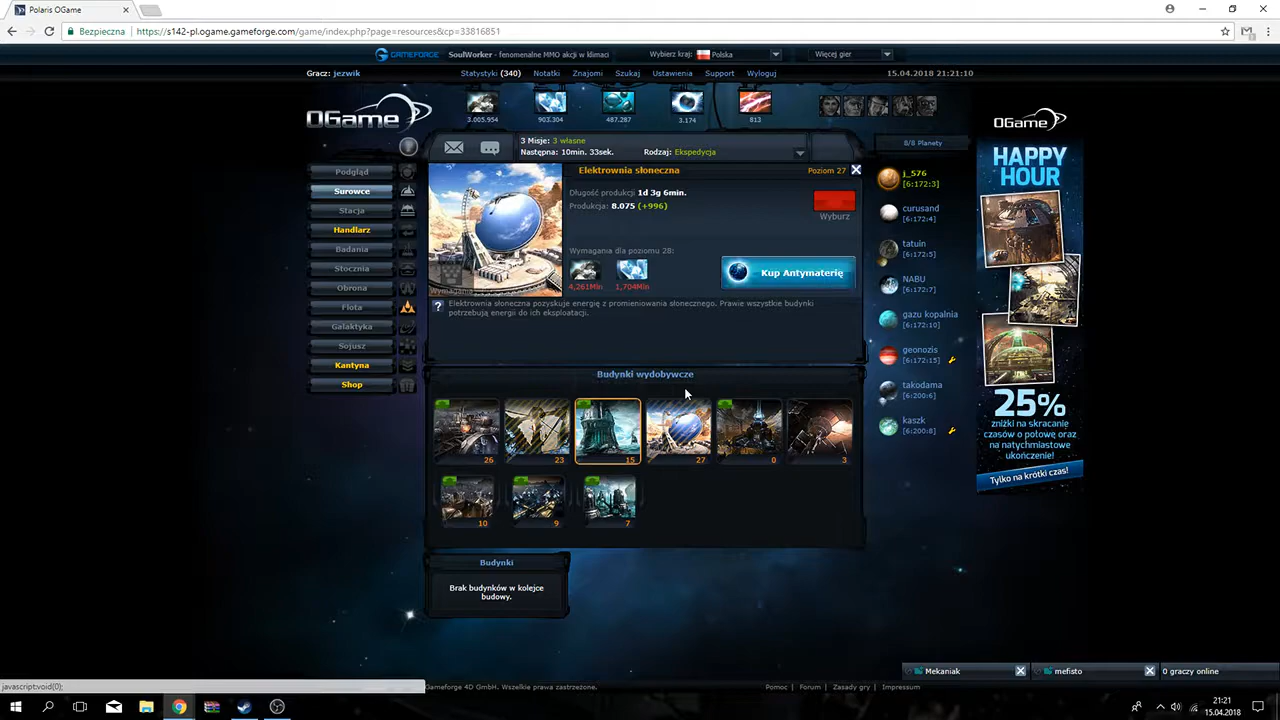 Polaris OGame
Bezpieczna
https://s142-pl.ogame.gameforge.com/game/index.php?page=resources&cp=33816851
GAMEFORGE
SoulWorker - fenomenalne MMO akcji w klimaci
Wybierz kraj:
Polska
Więcej gier
Gracz: jezwik
Statystyki (340)
Notatki
Znajomi
Szukaj
Ustawienia
Support
Wyloguj
15.04.2018 21:21:10
OGame
3.005.954
903.304
487.287
3.174
813
3 Misje: 3 własne
Następna: 10min. 33sek.
Rodzaj: Ekspedycja
8/8 Planety
Podgląd
Surowce
Stacja
Handlarz
Badania
Stocznia
Obrona
Flota
Galaktyka
Sojusz
Kantyna
Shop
Elektrownia słoneczna
Poziom 27
Długość produkcji 1d 3g 6min.
Produkcja: 8.075 (+996)
Wyburz
Wymagania dla poziomu 28:
4,261Mln
1,704Mln
Kup Antymaterię
?
Elektrownia słoneczna pozyskuje energię z promieniowania słonecznego. Prawie wszystkie budynki
potrzebują energii do ich eksploatacji.
Budynki wydobywcze
26
23
15
27
0
3
10
9
7
Budynki
Brak budynków w kolejce
budowy.
j_576
[6:172:3]
curusand
[6:172:4]
tatuin
[6:172:5]
NABU
[6:172:7]
gazu kopalnia
[6:172:10]
geonozis
[6:172:15]
takodama
[6:200:6]
kaszk
[6:200:8]
OGame
HAPPY
HOUR
25%
zniżki na skracanie
czasów o połowę oraz
na natychmiastowe
ukończenie!
Tylko na krótki czas!
Mekaniak
mefisto
0 graczy online
javascript:void(0);
Gameforge 4D GmbH. Wszelkie prawa zastrzeżone.
Pomoc
Forum
Zasady gry
Impressum
21:21
15.04.2018